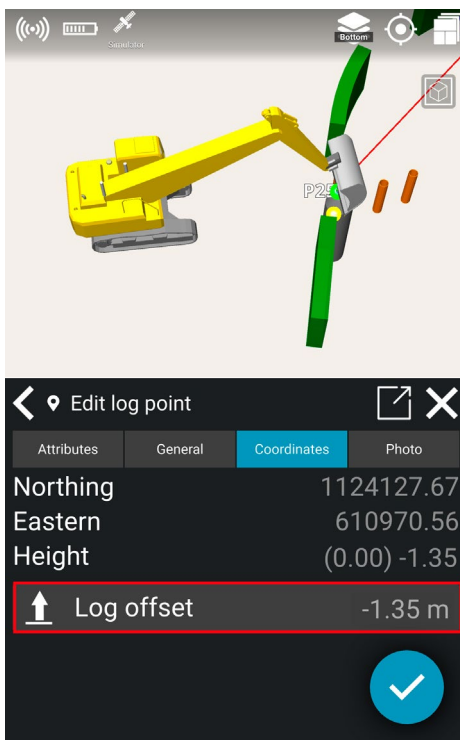 Simulator
Bottom
P25
Edit log point
Attributes General Coordinates Photo
Northing 1124127.67
Eastern 610970.56
Height (0.00) -1.35
Log offset -1.35 m